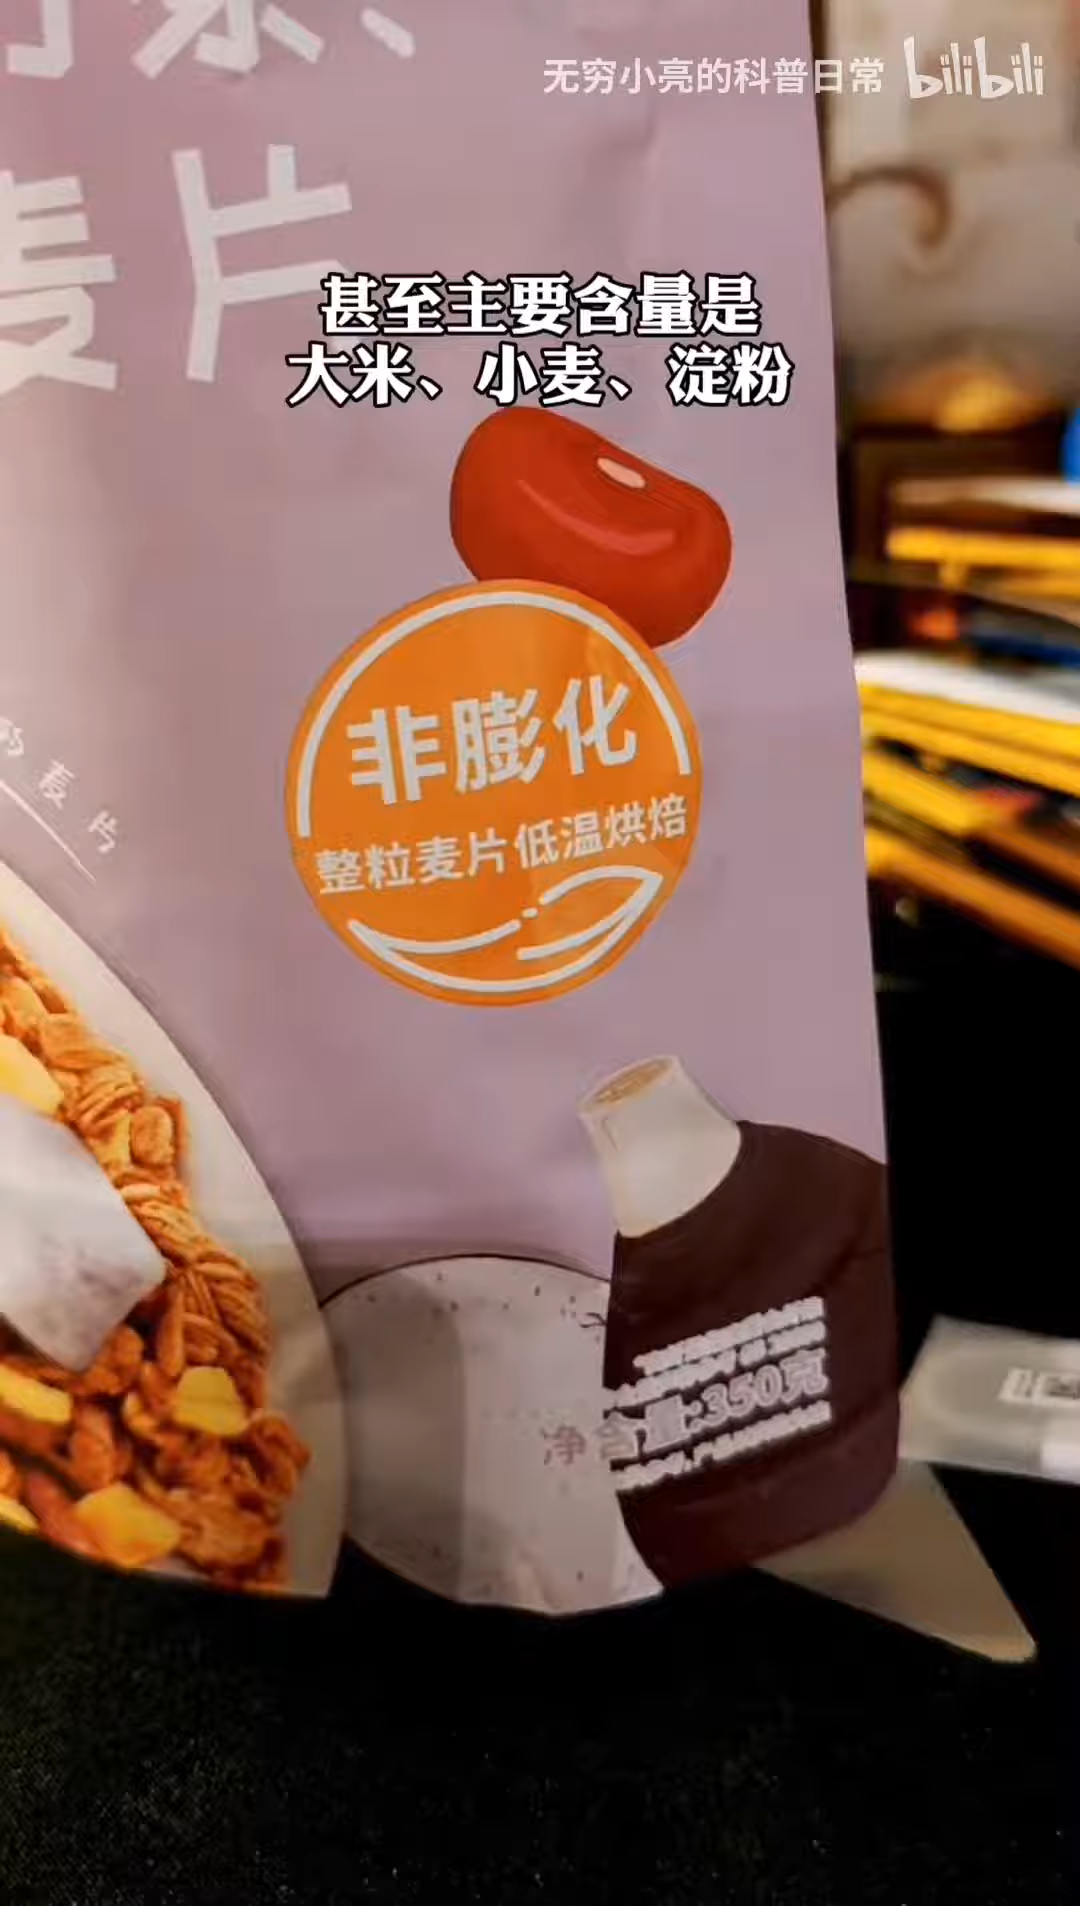 无穷小亮的科普日常 bilibili
麦片
甚至主要含量是
大米、小麦、淀粉
非膨化
整粒麦片低温烘焙
麦片
净含量:350克